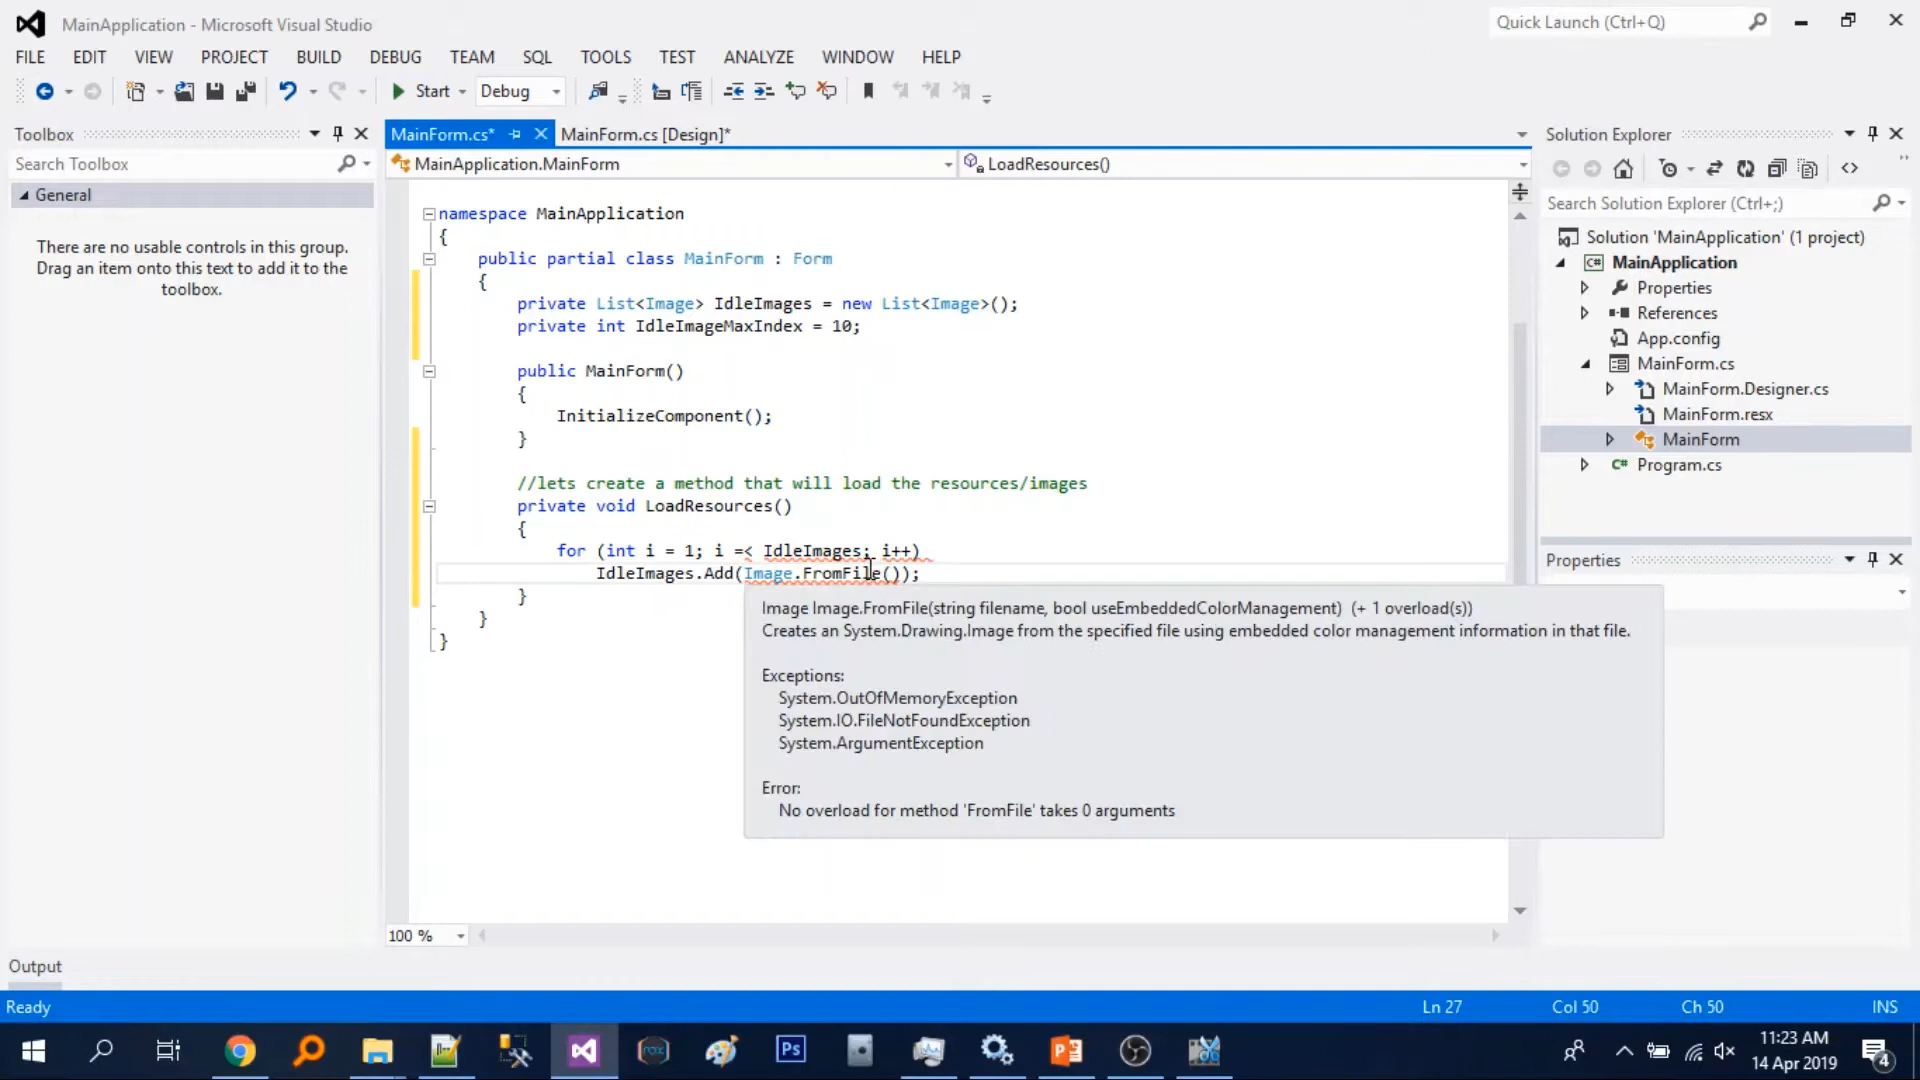 MainApplication - Microsoft Visual Studio
Quick Launch (Ctrl+Q)
FILE EDIT VIEW PROJECT BUILD DEBUG TEAM SQL TOOLS TEST ANALYZE WINDOW HELP
Start Debug
Toolbox
Search Toolbox
General
There are no usable controls in this group.
Drag an item onto this text to add it to the
toolbox.
MainForm.cs* MainForm.cs [Design]*
MainApplication.MainForm LoadResources()
namespace MainApplication
{
public partial class MainForm : Form
{
private List<Image> IdleImages = new List<Image>();
private int IdleImageMaxIndex = 10;
public MainForm()
{
InitializeComponent();
}
//lets create a method that will load the resources/images
private void LoadResources()
{
for (int i = 1; i =< IdleImages; i++)
IdleImages.Add(Image.FromFile());
}
}
}
Image Image.FromFile(string filename, bool useEmbeddedColorManagement) (+ 1 overload(s))
Creates an System.Drawing.Image from the specified file using embedded color management information in that file.
Exceptions:
System.OutOfMemoryException
System.IO.FileNotFoundException
System.ArgumentException
Error:
No overload for method 'FromFile' takes 0 arguments
100 %
Solution Explorer
Search Solution Explorer (Ctrl+;)
Solution 'MainApplication' (1 project)
C# MainApplication
Properties
References
App.config
MainForm.cs
MainForm.Designer.cs
MainForm.resx
MainForm
C# Program.cs
Properties
Output
Ready Ln 27 Col 50 Ch 50 INS
Ps
11:23 AM
14 Apr 2019
4